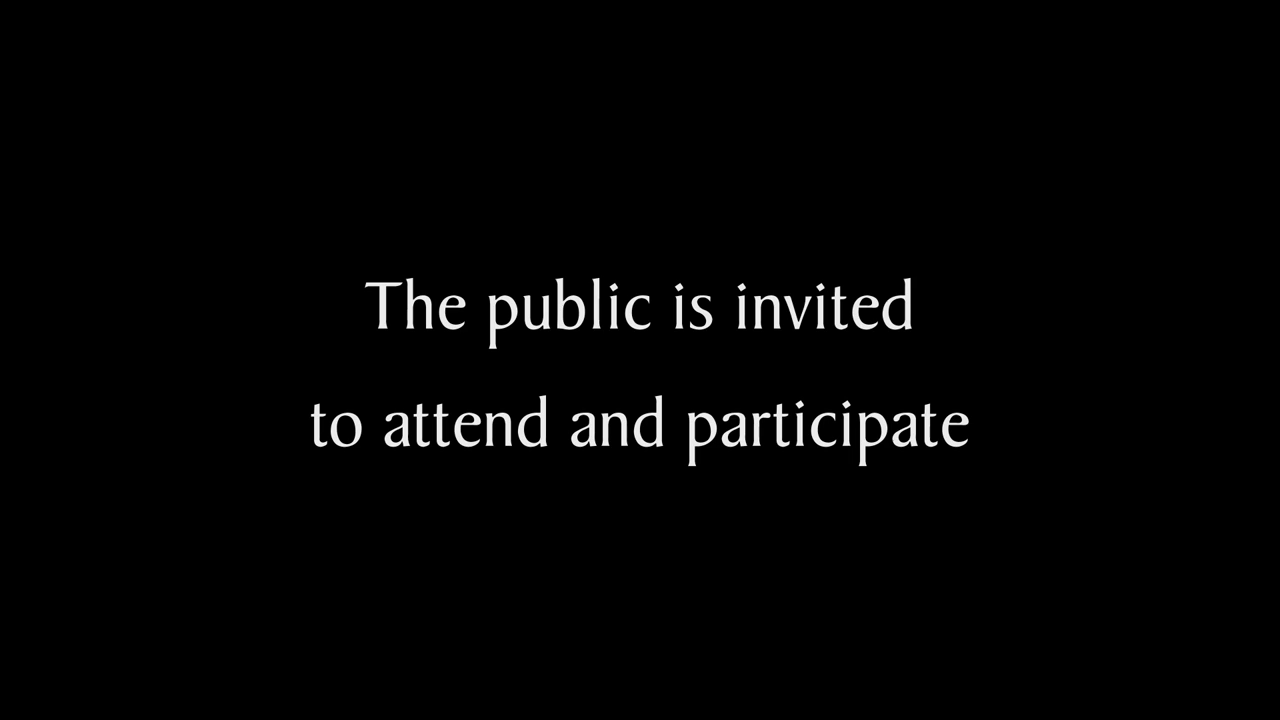 The public is invited
to attend and participate